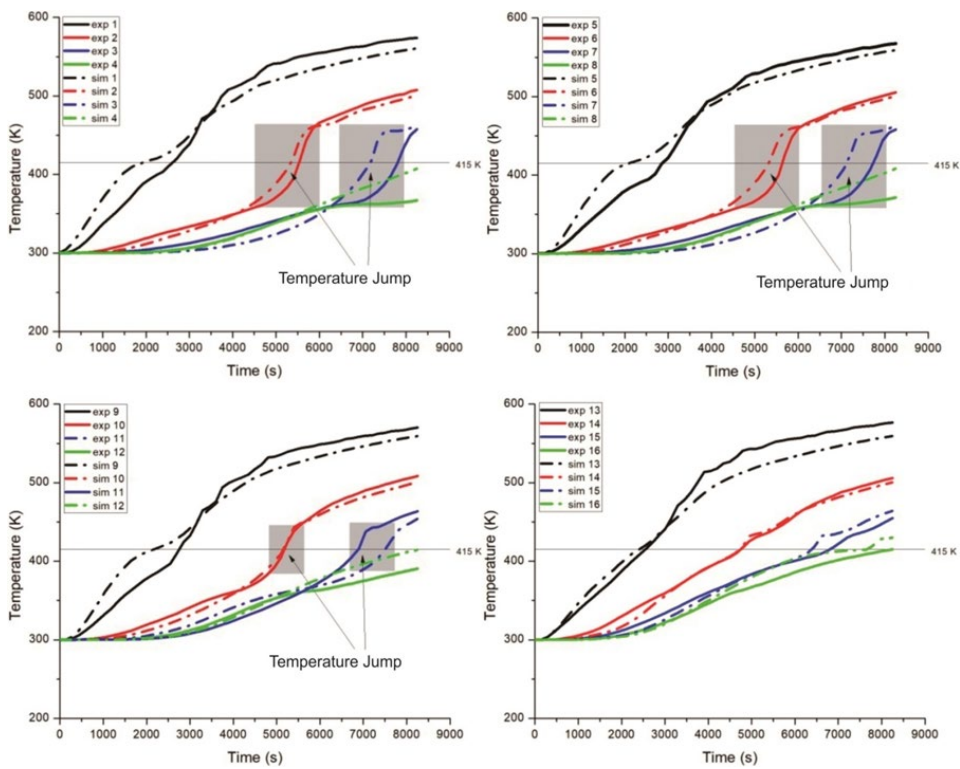 600
500
400
300
200
Temperature (K)
exp 1
exp 2
exp 3
exp 4
sim 1
sim 2
sim 3
sim 4
415 K
Temperature Jump
0 1000 2000 3000 4000 5000 6000 7000 8000 9000
Time (s)
600
500
400
300
200
Temperature (K)
exp 5
exp 6
exp 7
exp 8
sim 5
sim 6
sim 7
sim 8
415 K
Temperature Jump
0 1000 2000 3000 4000 5000 6000 7000 8000 9000
Time (s)
600
500
400
300
200
Temperature (K)
exp 9
exp 10
exp 11
exp 12
sim 9
sim 10
sim 11
sim 12
415 K
Temperature Jump
0 1000 2000 3000 4000 5000 6000 7000 8000 9000
Time (s)
600
500
400
300
200
Temperature (K)
exp 13
exp 14
exp 15
exp 16
sim 13
sim 14
sim 15
sim 16
415 K
0 1000 2000 3000 4000 5000 6000 7000 8000 9000
Time (s)